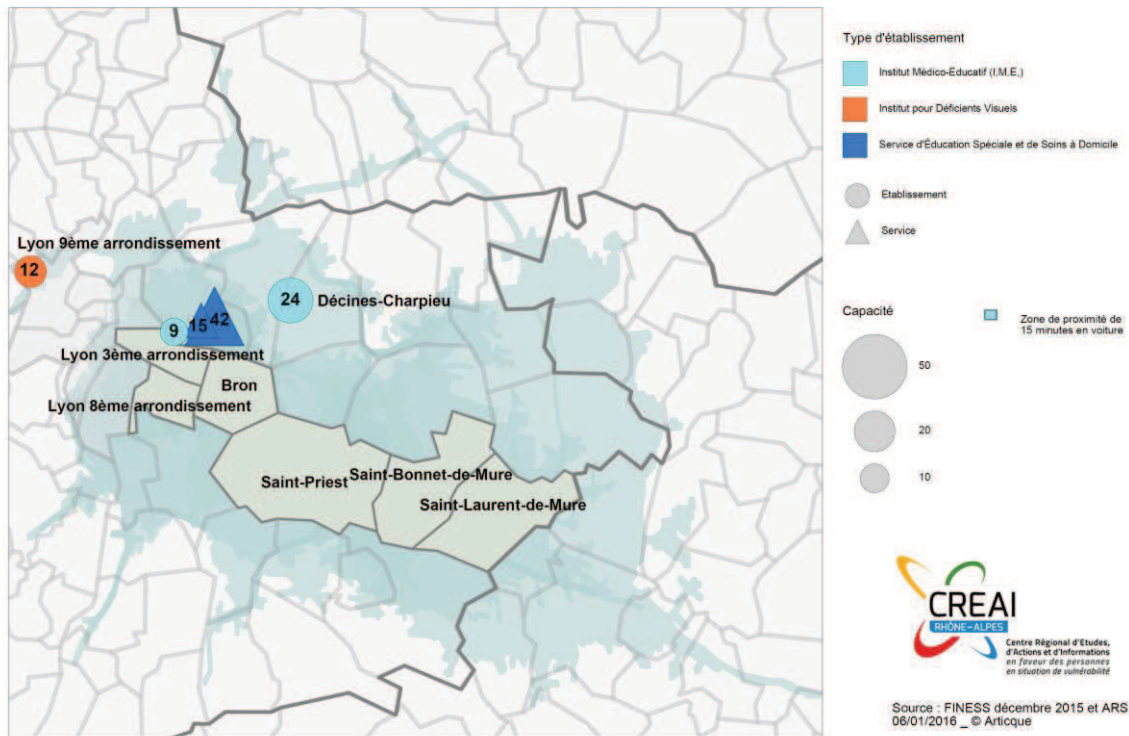 Lyon 9ème arrondissement
12
24
Décines-Charpieu
9
15
42
Lyon 3ème arrondissement
Bron
Lyon 8ème arrondissement
Saint-Priest
Saint-Bonnet-de-Mure
Saint-Laurent-de-Mure
Type d'établissement
Institut Médico-Educatif (I,M,E,)
Institut pour Déficients Visuels
Service d'Éducation Spéciale et de Soins à Domicile
Etablissement
Service
Capacité
50
20
10
Zone de proximité de
15 minutes en voiture
CREAI
RHÔNE-ALPES
Centre Régional d'Etudes,
d'Actions et d'Informations
en faveur des personnes
en situation de vulnérabilité
Source : FINESS décembre 2015 et ARS
06/01/2016 _ © Articque